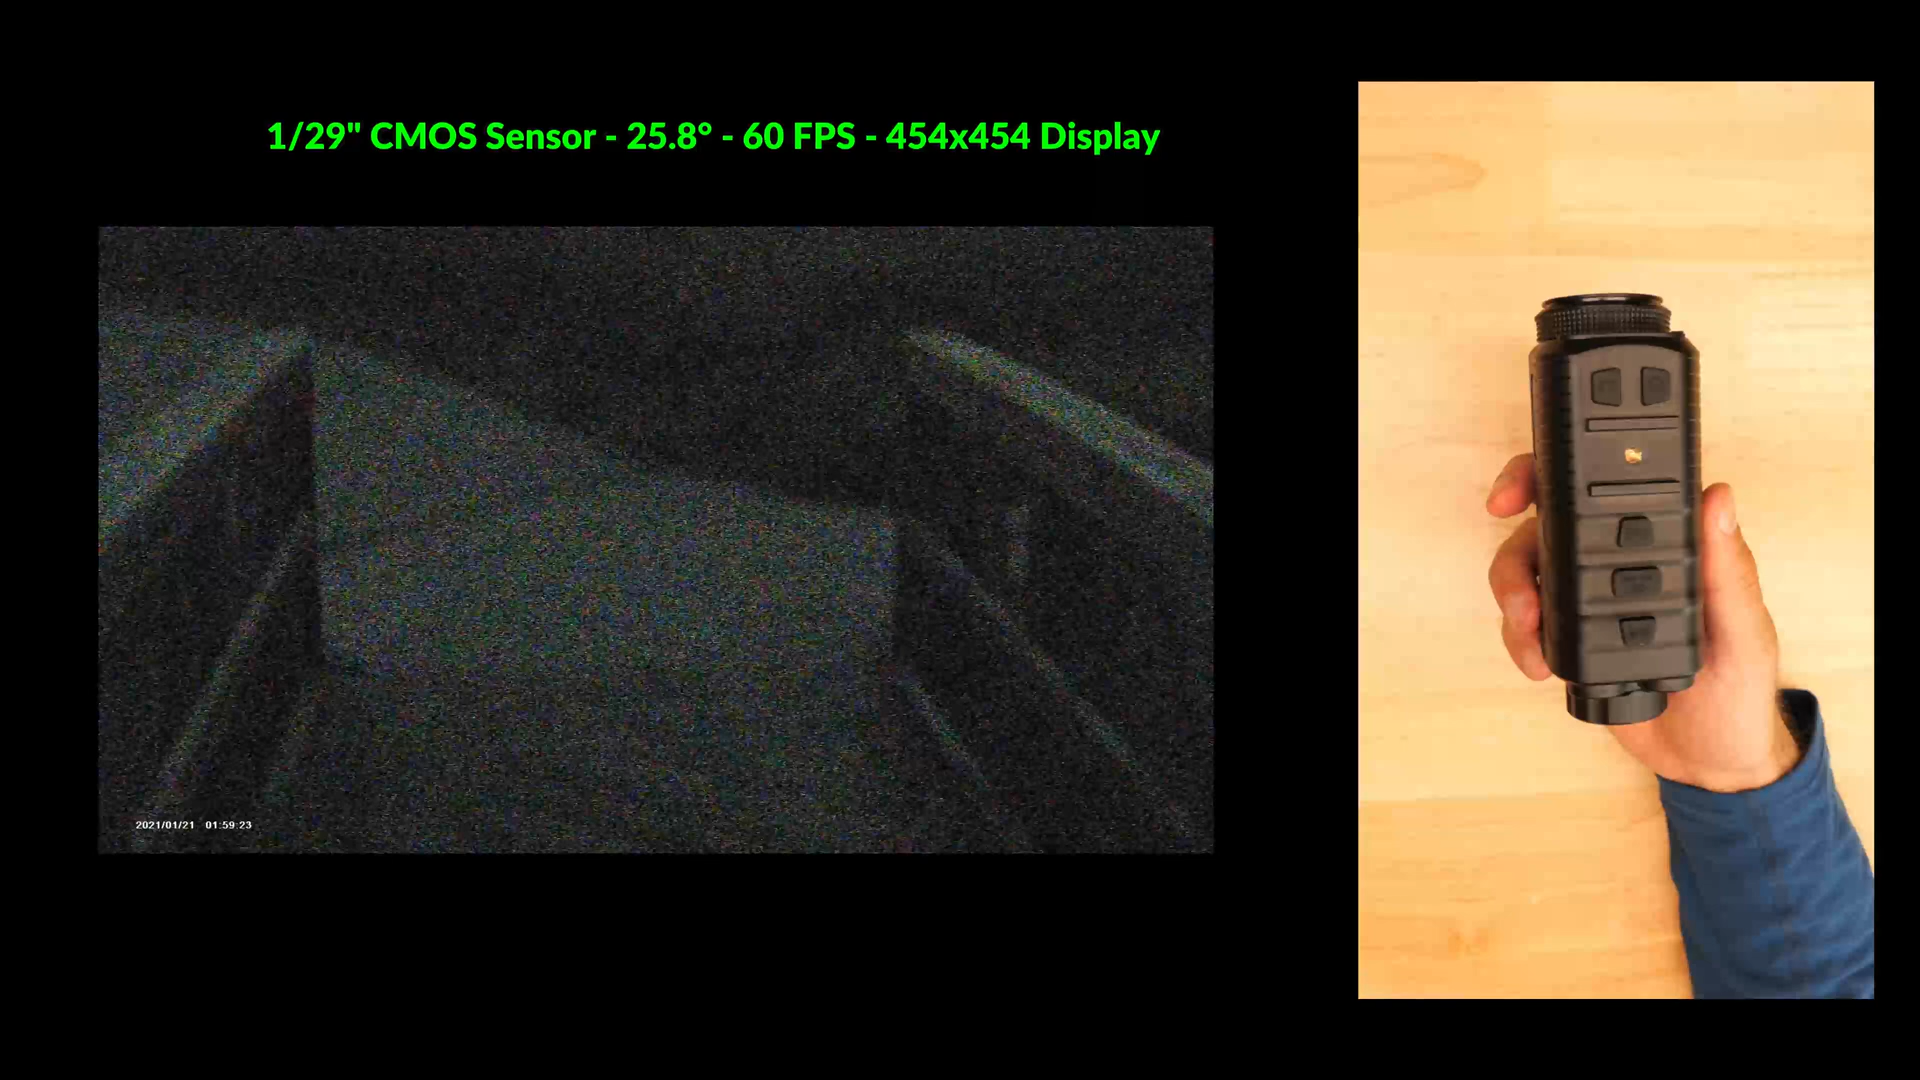 1/29" CMOS Sensor - 25.8° - 60 FPS - 454x454 Display
2021/01/21 01:59:23